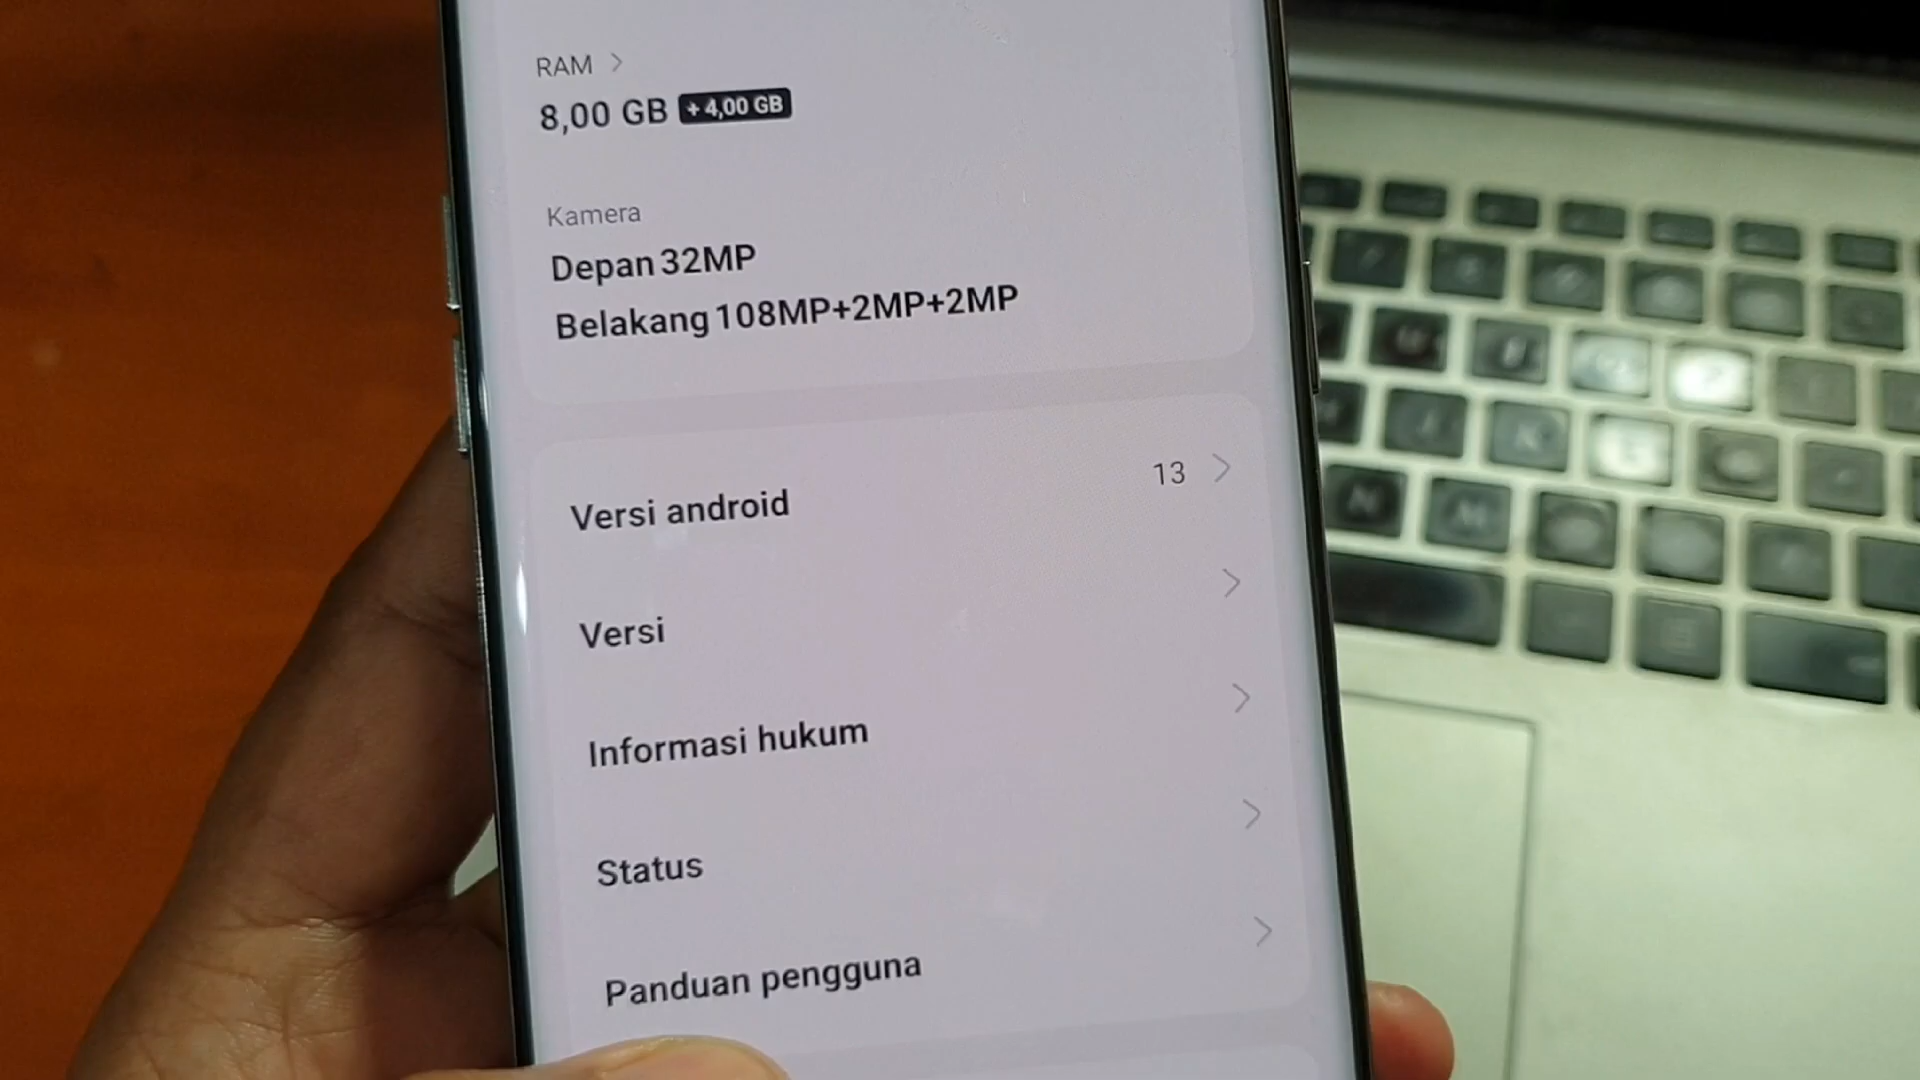 RAM >
8,00 GB + 4,00 GB
Kamera
Depan 32MP
Belakang 108MP+2MP+2MP
Versi android 13 >
Versi >
Informasi hukum >
Status >
Panduan pengguna >